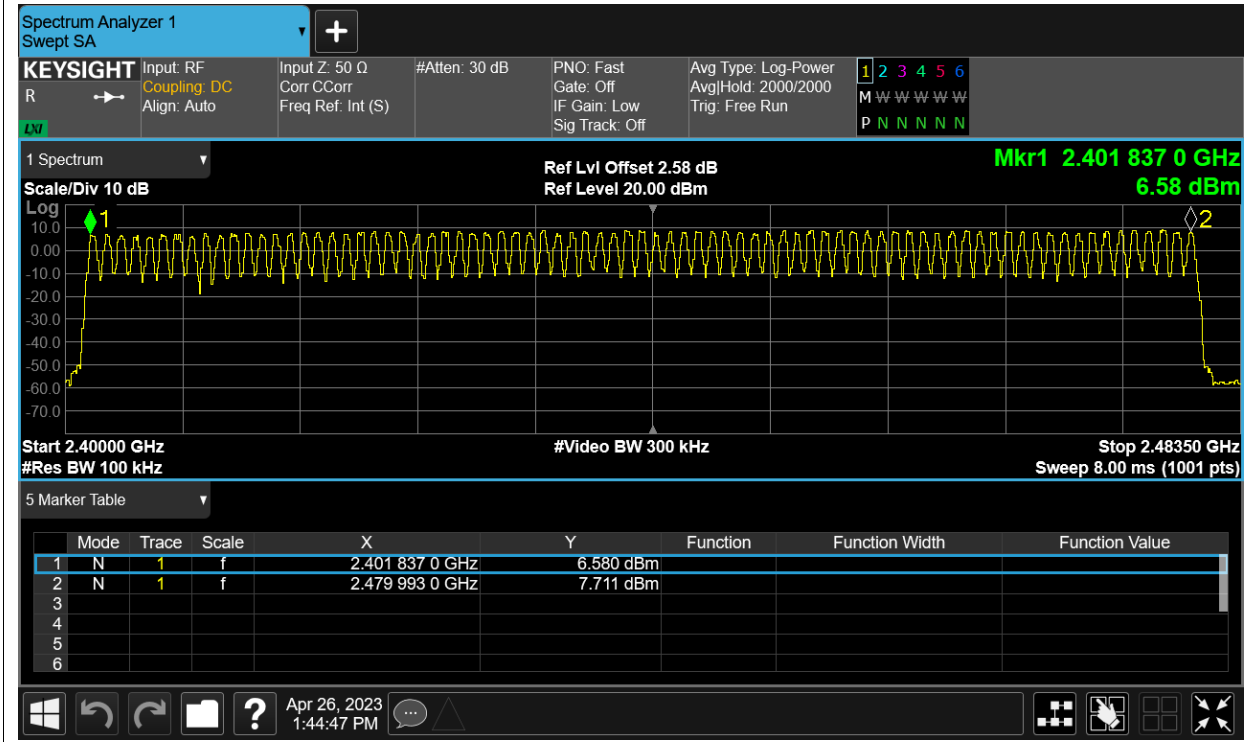 Spectrum Analyzer 1
Swept SA
+
KEYSIGHT Input: RF Input Z: 50 Ω #Atten: 30 dB PNO: Fast Avg Type: Log-Power 1 2 3 4 5 6
R Coupling: DC Corr CCorr Gate: Off Avg|Hold: 2000/2000 M W W W W W
Align: Auto Freq Ref: Int (S) IF Gain: Low Trig: Free Run
LXI Sig Track: Off P N N N N N
1 Spectrum Ref Lvl Offset 2.58 dB Mkr1 2.401 837 0 GHz
Scale/Div 10 dB Ref Level 20.00 dBm 6.58 dBm
Log
1 2
10.0
0.00
-10.0
-20.0
-30.0
-40.0
-50.0
-60.0
-70.0
Start 2.40000 GHz #Video BW 300 kHz Stop 2.48350 GHz
#Res BW 100 kHz Sweep 8.00 ms (1001 pts)
5 Marker Table
Mode Trace Scale X Y Function Function Width Function Value
1 N 1 f 2.401 837 0 GHz 6.580 dBm
2 N 1 f 2.479 993 0 GHz 7.711 dBm
3
4
5
6
? Apr 26, 2023
1:44:47 PM